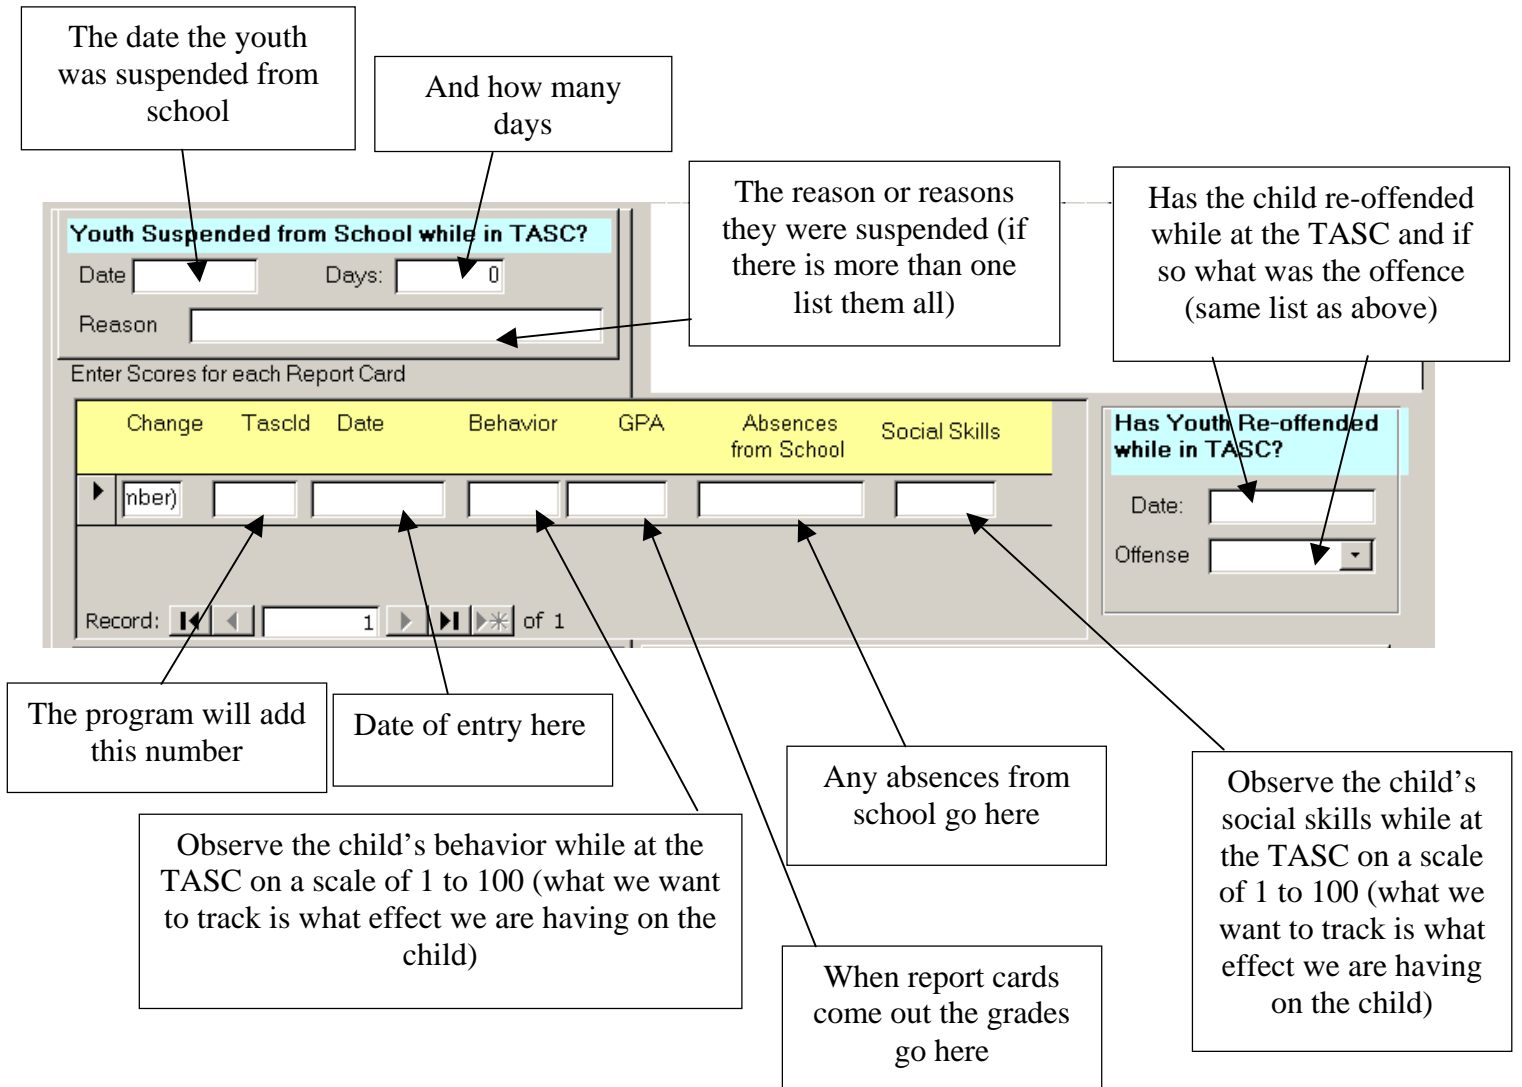 The date the youth
was suspended from
school
And how many
days
The reason or reasons
they were suspended (if
there is more than one
list them all)
Has the child re-offended
while at the TASC and if
so what was the offence
(same list as above)
Youth Suspended from School while in TASC?
Date
Days:
0
Reason
Enter Scores for each Report Card
Change
TascId
Date
Behavior
GPA
Absences
from School
Social Skills
nber)
Record:
1
of 1
Has Youth Re-offended
while in TASC?
Date:
Offense
The program will add
this number
Date of entry here
Observe the child’s behavior while at the
TASC on a scale of 1 to 100 (what we want
to track is what effect we are having on the
child)
Any absences from
school go here
When report cards
come out the grades
go here
Observe the child’s
social skills while at
the TASC on a scale
of 1 to 100 (what we
want to track is what
effect we are having
on the child)